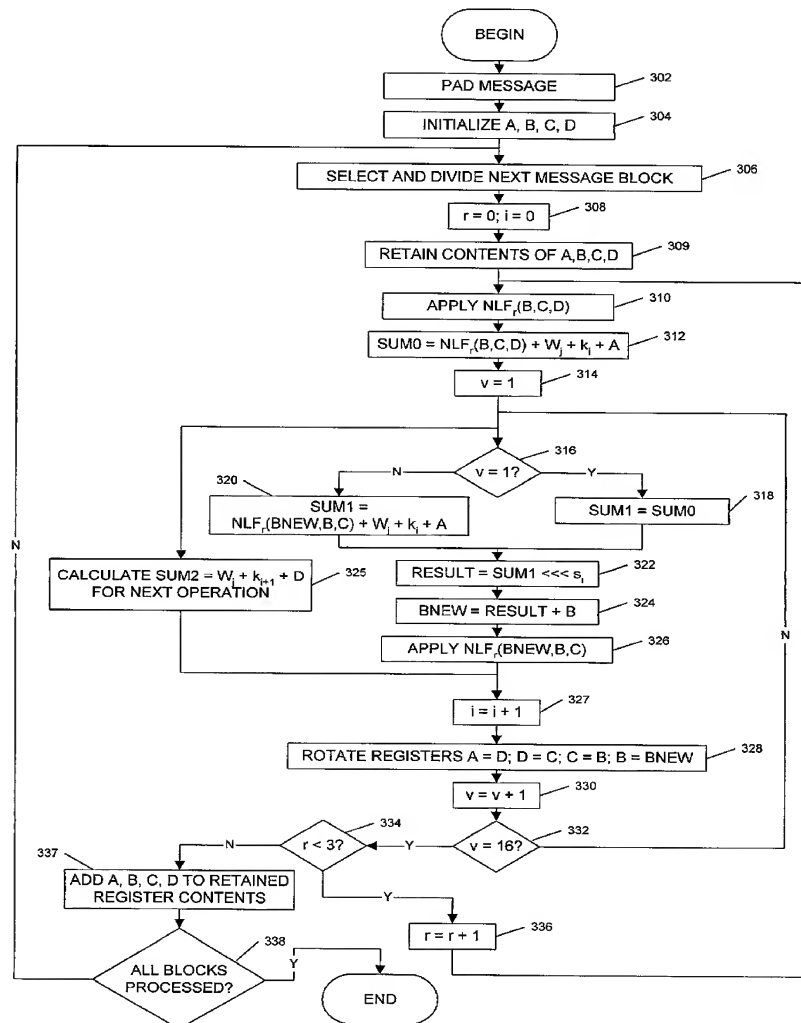 BEGIN
PAD MESSAGE
302
INITIALIZE A, B, C, D
304
SELECT AND DIVIDE NEXT MESSAGE BLOCK
306
r = 0; i = 0
308
RETAIN CONTENTS OF A,B,C,D
309
APPLY NLFr(B,C,D)
310
SUM0 = NLFr(B,C,D) + Wj + ki + A
312
v = 1
314
316
v = 1?
N
Y
320
SUM1 =
NLFr(BNEW,B,C) + Wj + ki + A
SUM1 = SUM0
318
N
CALCULATE SUM2 = Wj + ki+1 + D
FOR NEXT OPERATION
325
RESULT = SUM1 <<< si
322
BNEW = RESULT + B
324
N
APPLY NLFr(BNEW,B,C)
326
i = i + 1
327
ROTATE REGISTERS A = D; D = C; C = B; B = BNEW
328
v = v + 1
330
334
332
N
r < 3?
Y
v = 16?
337
ADD A, B, C, D TO RETAINED
REGISTER CONTENTS
Y
r = r + 1
336
338
ALL BLOCKS
PROCESSED?
Y
END